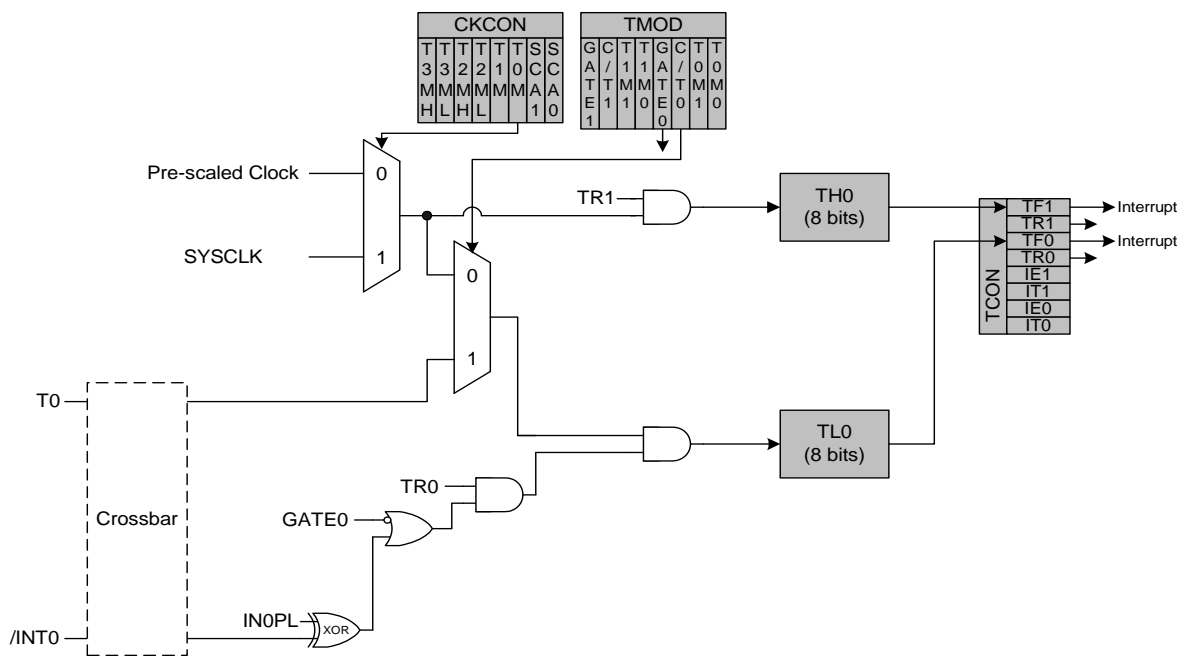 CKCON
T3MH
T3ML
T2MH
T2ML
T1M
T0M
SCA1
SCA0
TMOD
GATE1
C/T1
T1M1
T1M0
GATE0
C/T0
T0M1
T0M0
Pre-scaled Clock
0
SYSCLK
1
TR1
TH0
(8 bits)
TCON
TF1
TR1
TF0
TR0
IE1
IT1
IE0
IT0
Interrupt
Interrupt
0
1
T0
Crossbar
/INT0
TR0
GATE0
IN0PL
XOR
TL0
(8 bits)